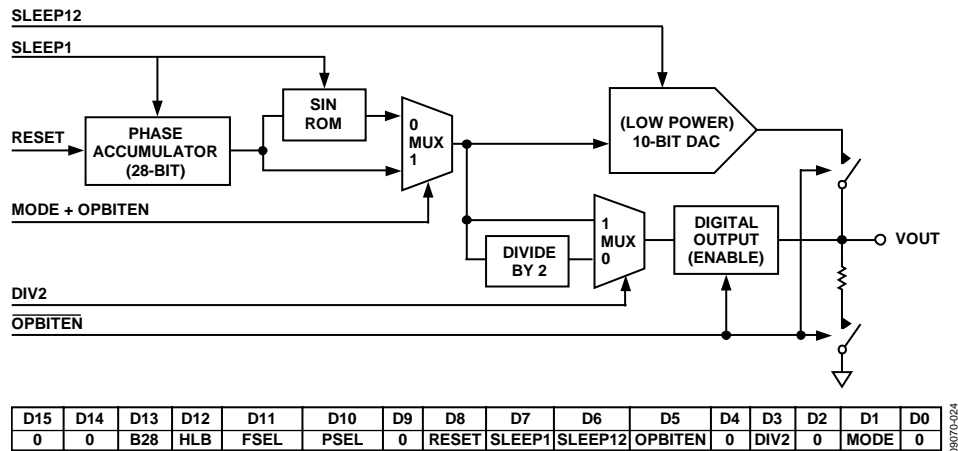 SLEEP12
SLEEP1
SIN
ROM
0
MUX
1
(LOW POWER)
10-BIT DAC
RESET
PHASE
ACCUMULATOR
(28-BIT)
MODE + OPBITEN
1
MUX
0
DIVIDE
BY 2
DIGITAL
OUTPUT
(ENABLE)
VOUT
DIV2
OPBITEN
D15 D14 D13 D12 D11 D10 D9 D8 D7 D6 D5 D4 D3 D2 D1 D0
0 0 B28 HLB FSEL PSEL 0 RESET SLEEP1 SLEEP12 OPBITEN 0 DIV2 0 MODE 0
09070-024